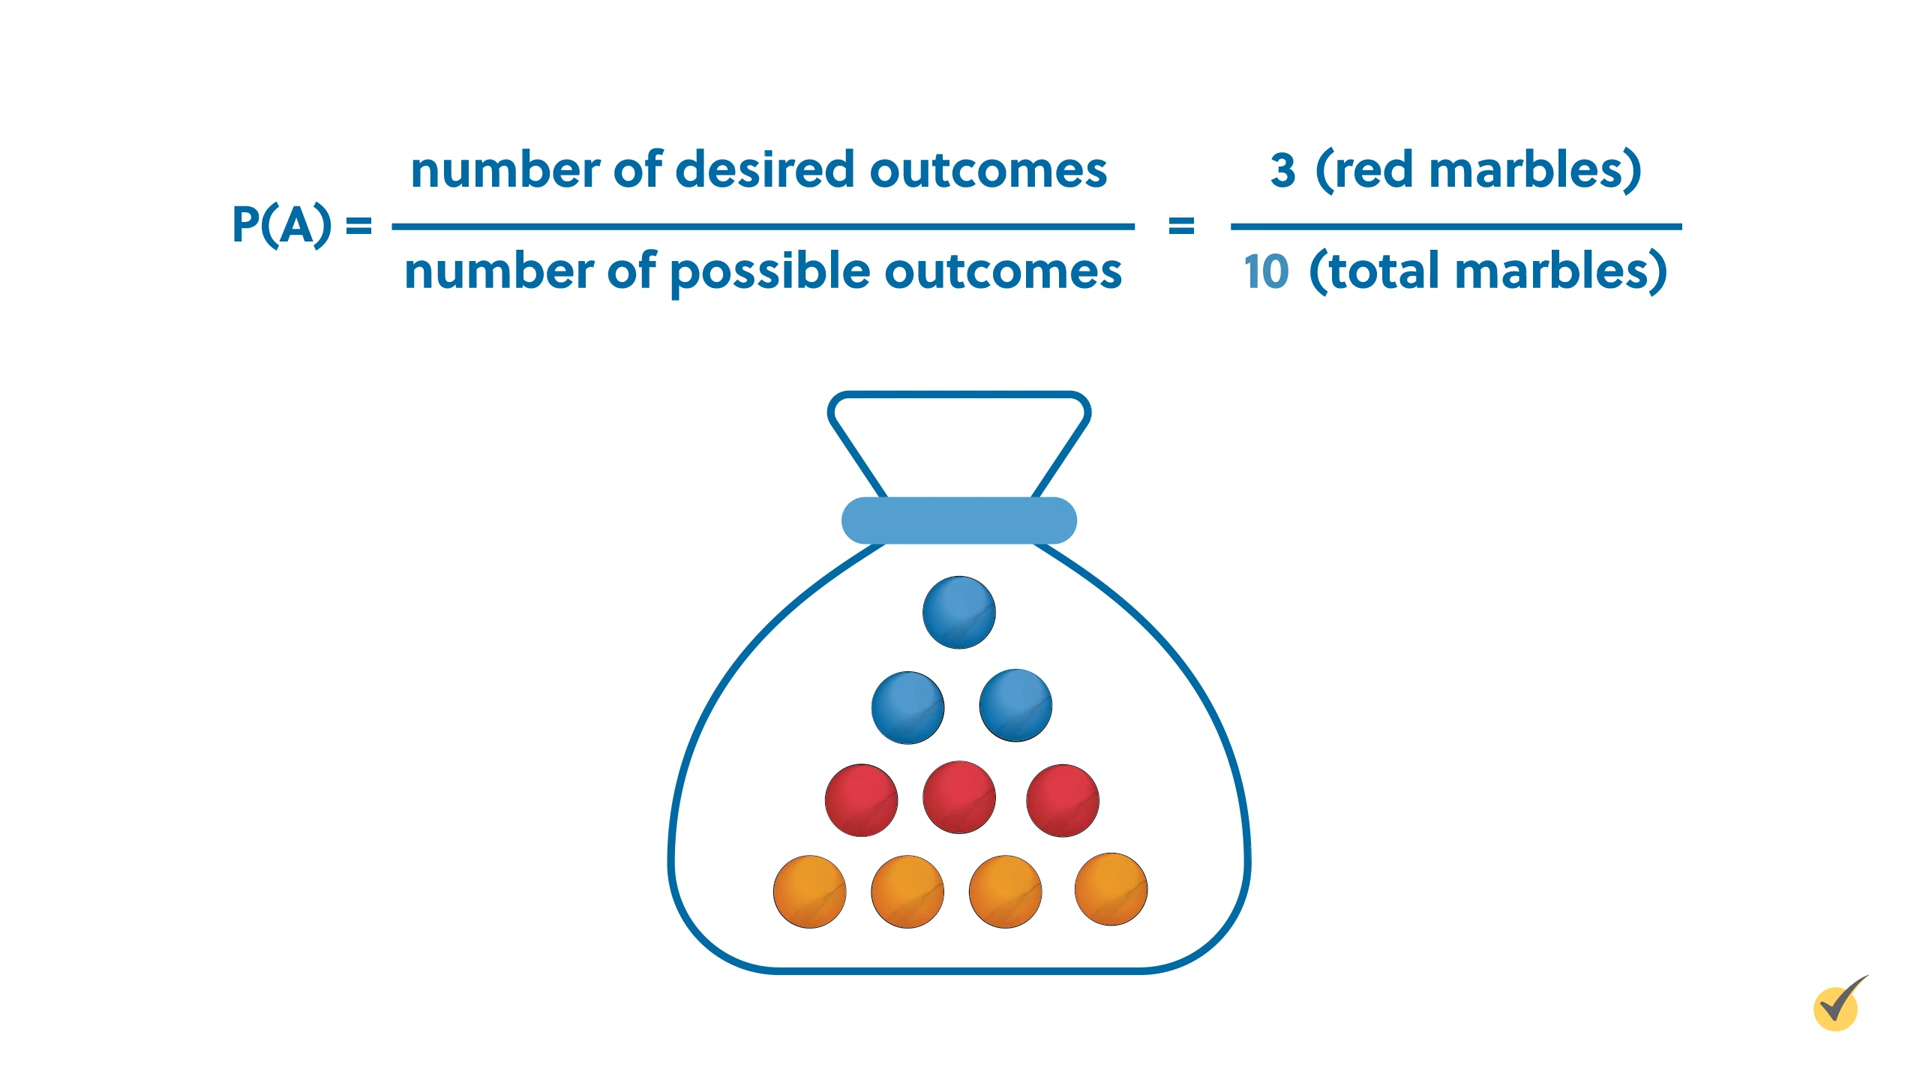 P(A) = number of desired outcomes
number of possible outcomes
= 3 (red marbles)
10 (total marbles)